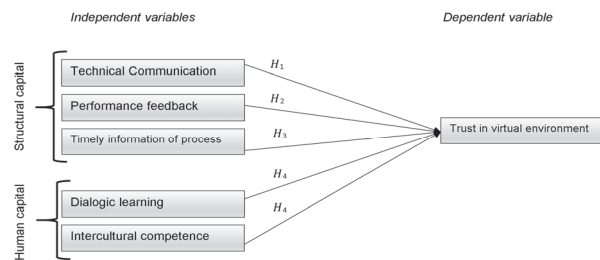 Independent variables
Dependent variable
Structural capital
Technical Communication
H₁
Performance feedback
H₂
Timely information of process
H₃
Trust in virtual environment
Human capital
Dialogic learning
H₄
Intercultural competence
H₄